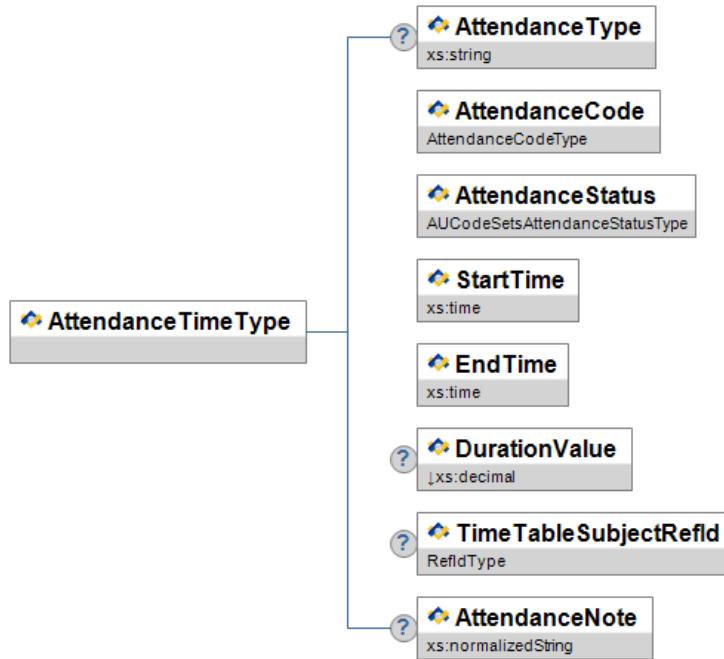 ?
AttendanceType
xs:string
AttendanceCode
AttendanceCodeType
AttendanceStatus
AUCodeSetsAttendanceStatusType
StartTime
xs:time
AttendanceTimeType
EndTime
xs:time
?
DurationValue
↓xs:decimal
?
TimeTableSubjectRefId
RefIdType
?
AttendanceNote
xs:normalizedString